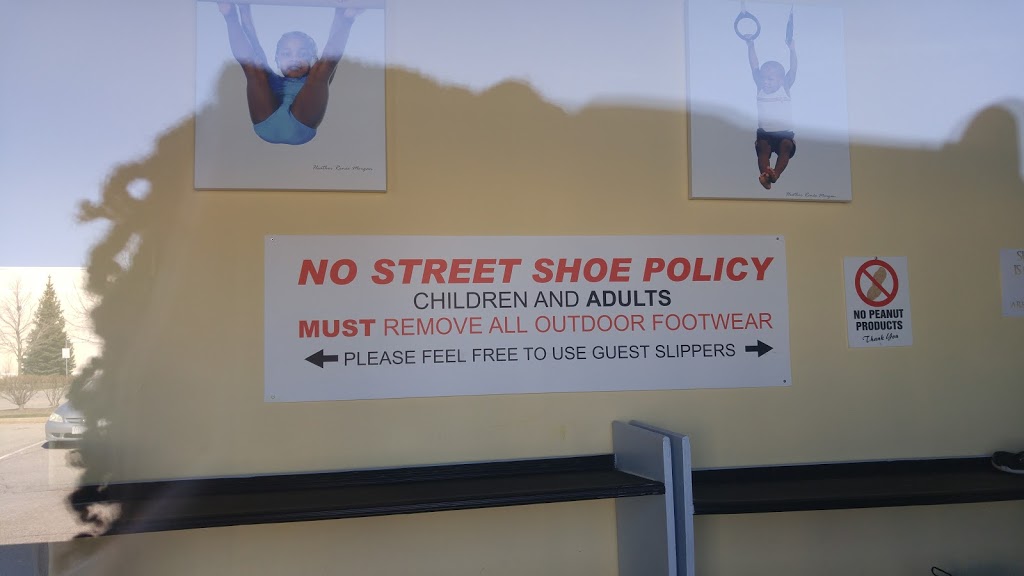 NO STREET SHOE POLICY
CHILDREN AND ADULTS
MUST REMOVE ALL OUTDOOR FOOTWEAR
PLEASE FEEL FREE TO USE GUEST SLIPPERS
NO PEANUT
PRODUCTS
Thank You